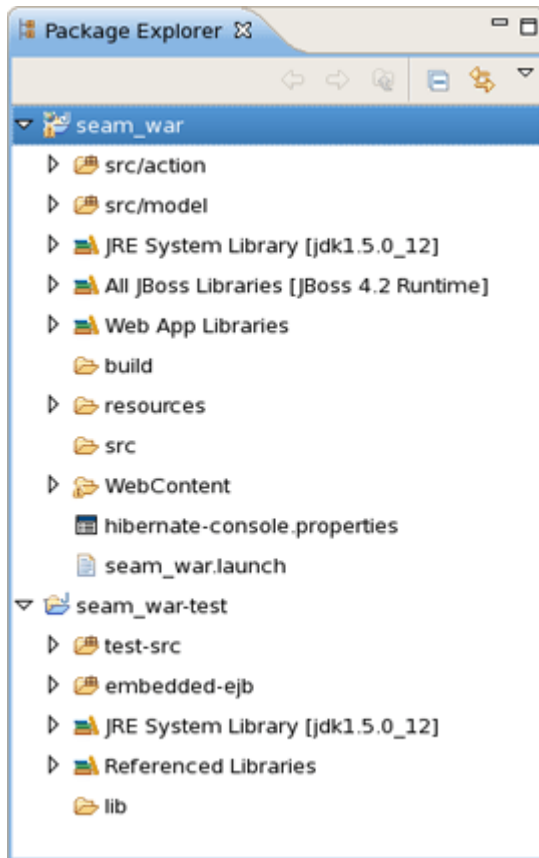 Package Explorer
seam_war
src/action
src/model
JRE System Library [jdk1.5.0_12]
All JBoss Libraries [JBoss 4.2 Runtime]
Web App Libraries
build
resources
src
WebContent
hibernate-console.properties
seam_war.launch
seam_war-test
test-src
embedded-ejb
JRE System Library [jdk1.5.0_12]
Referenced Libraries
lib